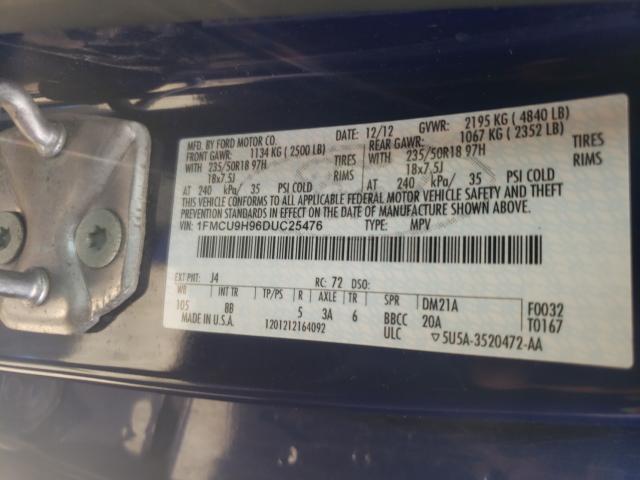 MFD. BY FORD MOTOR CO. DATE: 12/12 GVWR: 2195 KG ( 4840 LB)
FRONT GAWR: 1134 KG ( 2500 LB) REAR GAWR: 1067 KG ( 2352 LB)
WITH 235/50R18 97H TIRES WITH 235/50R18 97H TIRES
18x7.5J RIMS 18x7.5J RIMS
AT 240 kPa/ 35 PSI COLD AT 240 kPa/ 35 PSI COLD
THIS VEHICLE CONFORMS TO ALL APPLICABLE FEDERAL MOTOR VEHICLE SAFETY AND THEFT
PREVENTION STANDARDS IN EFFECT ON THE DATE OF MANUFACTURE SHOWN ABOVE.
VIN: 1FMCU9H96DUC25476 TYPE: MPV
EXT PNT: J4 RC: 72 DSO:
WB INT TR TP/PS R AXLE TR SPR DM21A F0032
105 8B 5 3A 6 BBCC 20A T0167
MADE IN U.S.A. 1201212164092 ULC ▽5U5A-3520472-AA